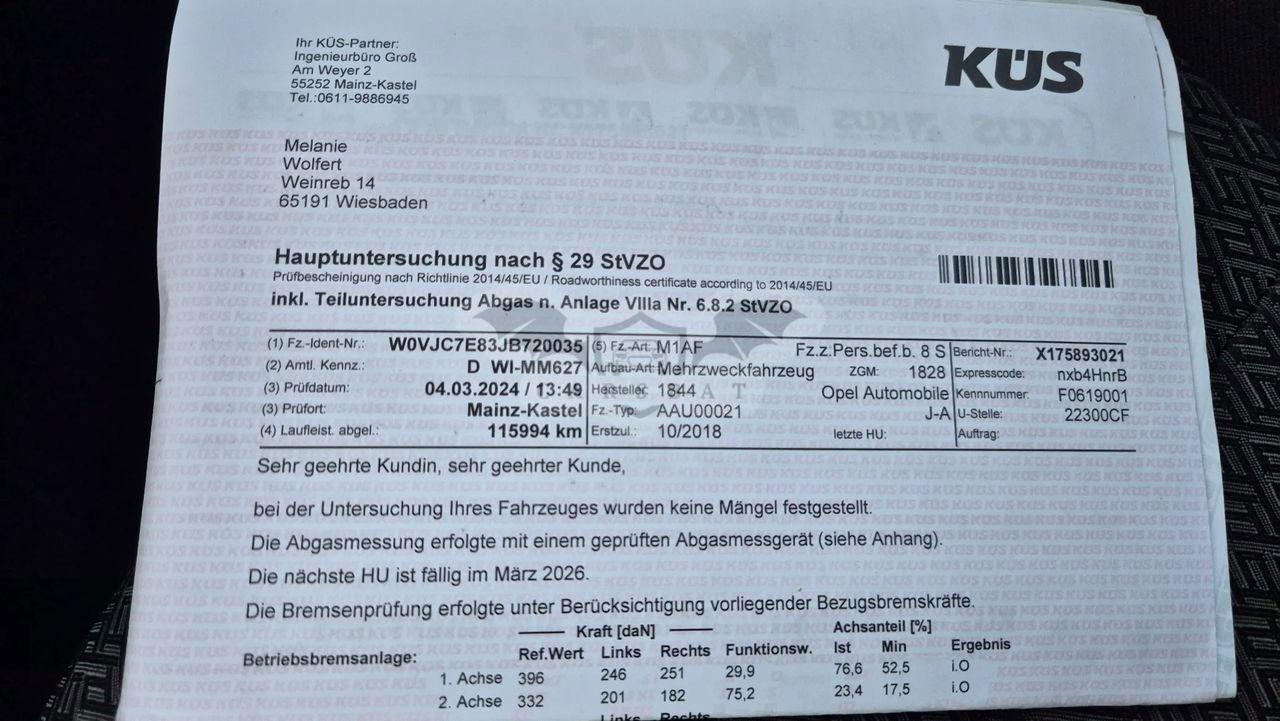 Ihr KÜS-Partner:
Ingenieurbüro Groß
Am Weyer 2
55252 Mainz-Kastel
Tel.:0611-9886945
KÜS
Melanie
Wolfert
Weinreb 14
65191 Wiesbaden
Hauptuntersuchung nach § 29 StVZO
Prüfbescheinigung nach Richtlinie 2014/45/EU / Roadworthiness certificate according to 2014/45/EU
inkl. Teiluntersuchung Abgas n. Anlage VIIIa Nr. 6.8.2 StVZO
(1) Fz.-Ident-Nr.: W0VJC7E83JB720035 (5) Fz.-Art: M1AF Fz.z.Pers.bef.b. 8 S Bericht-Nr.: X175893021
(2) Amtl. Kennz.: D WI-MM627 Aufbau-Art: Mehrzweckfahrzeug ZGM: 1828 Expresscode: nxb4HnrB
(3) Prüfdatum: 04.03.2024 / 13:49 Hersteller 1844 Opel Automobile Kennnummer: F0619001
(3) Prüfort: Mainz-Kastel Fz.-Typ: AAU00021 J-A U-Stelle: 22300CF
(4) Laufleist. abgel.: 115994 km Erstzul.: 10/2018 letzte HU: Auftrag:
Sehr geehrte Kundin, sehr geehrter Kunde,
bei der Untersuchung Ihres Fahrzeuges wurden keine Mängel festgestellt.
Die Abgasmessung erfolgte mit einem geprüften Abgasmessgerät (siehe Anhang).
Die nächste HU ist fällig im März 2026.
Die Bremsenprüfung erfolgte unter Berücksichtigung vorliegender Bezugsbremskräfte.
Kraft [daN] Achsanteil [%]
Betriebsbremsanlage: Ref.Wert Links Rechts Funktionsw. Ist Min Ergebnis
1. Achse 396 246 251 29,9 76,6 52,5 i.O
2. Achse 332 201 182 75,2 23,4 17,5 i.O
Links Rechts